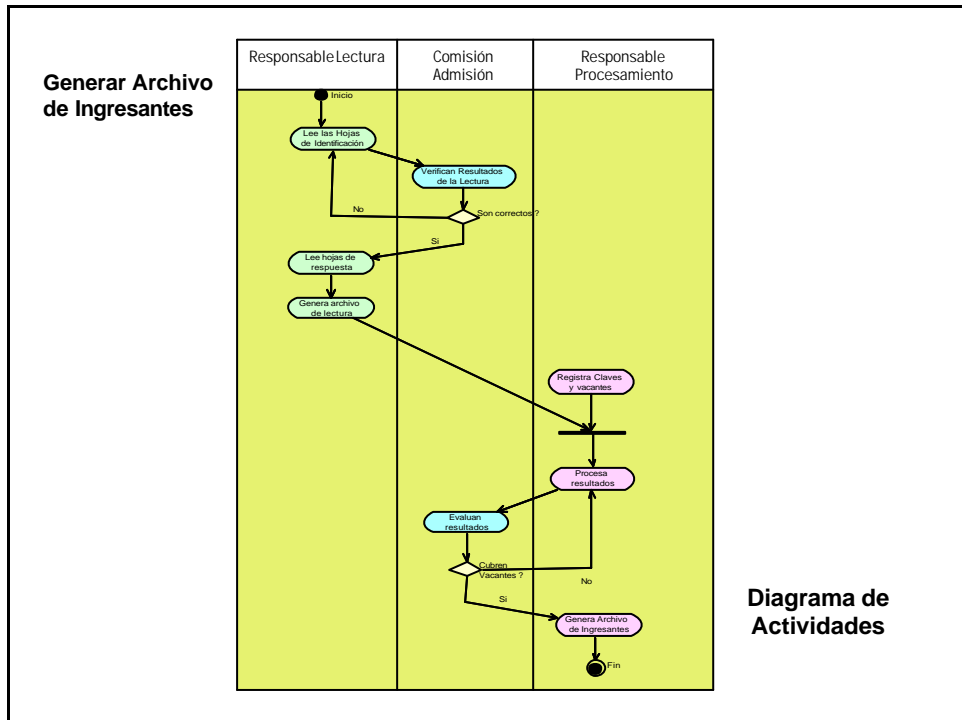 Generar Archivo
de Ingresantes
Responsable Lectura
Comisión
Admisión
Responsable
Procesamiento
Inicio
Lee las Hojas
de Identificación
Verifican Resultados
de la Lectura
No
Son correctos ?
Si
Lee hojas de
respuesta
Genera archivo
de lectura
Registra Claves
y vacantes
Procesa
resultados
Evaluan
resultados
Cubren
Vacantes ?
No
Si
Genera Archivo
de Ingresantes
Fin
Diagrama de
Actividades